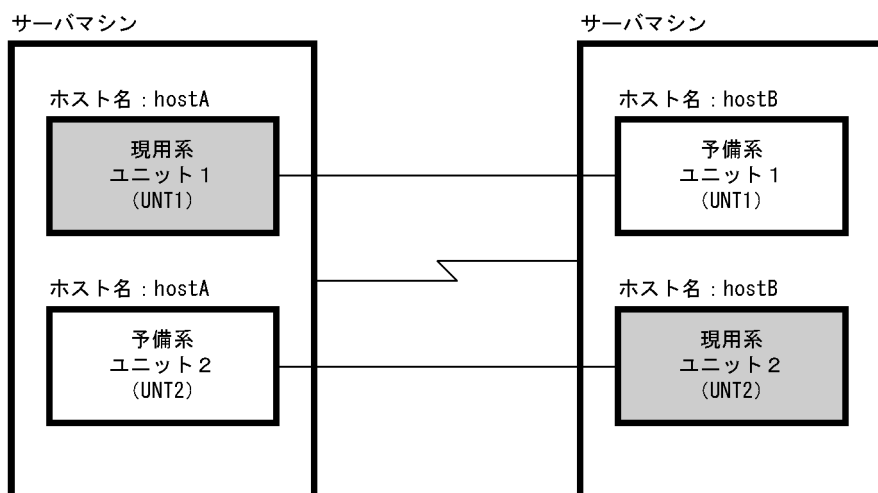 サーバマシン
サーバマシン
ホスト名：hostA
現用系
ユニット１
(UNT1)
ホスト名：hostB
予備系
ユニット１
(UNT1)
ホスト名：hostA
予備系
ユニット２
(UNT2)
ホスト名：hostB
現用系
ユニット２
(UNT2)